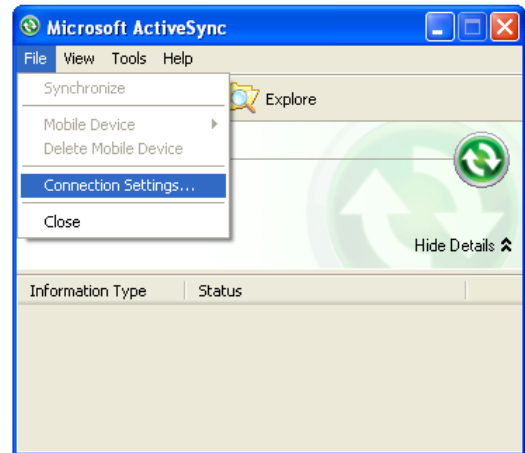 Microsoft ActiveSync
File View Tools Help
Synchronize
Explore
Mobile Device
Delete Mobile Device
Connection Settings...
Close
Hide Details
Information Type Status